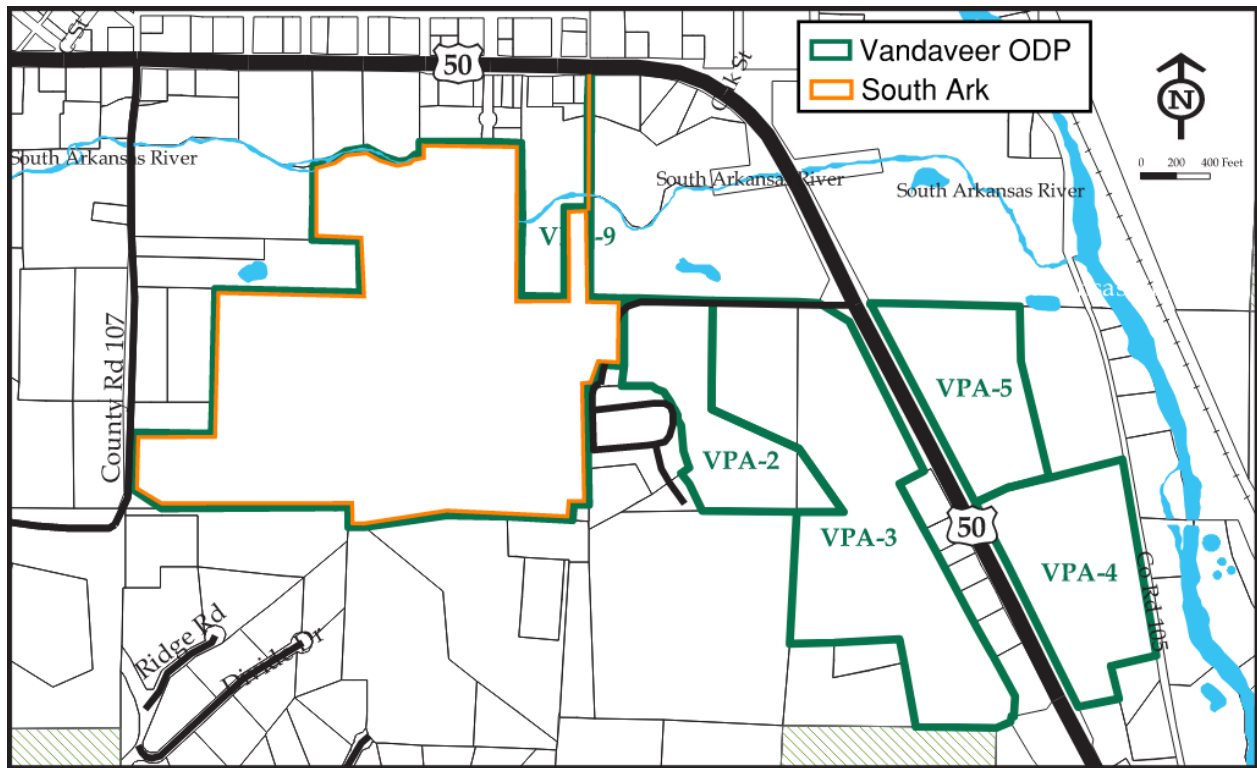 Vandaveer ODP
South Ark
50
N
0 200 400 Feet
South Arkansas River
South Arkansas River
South Arkansas River
County Rd 107
VPA-5
VPA-2
50
VPA-3
VPA-4
Co Rd 105
Ridge Rd